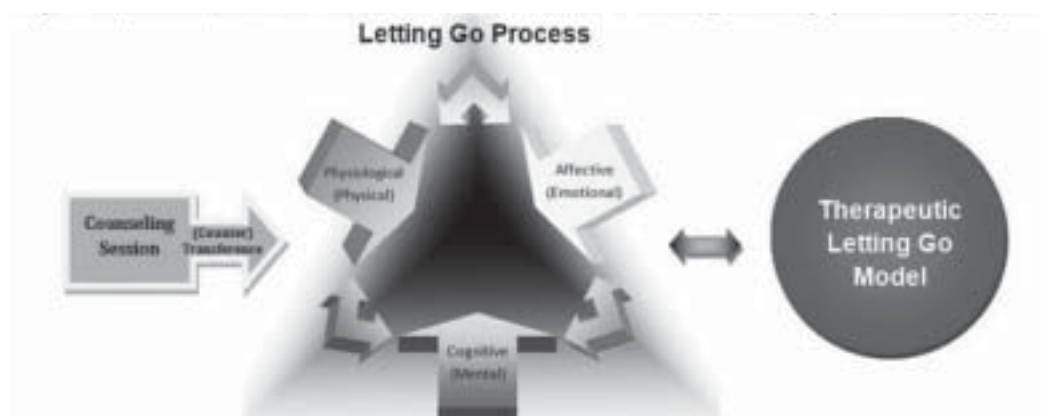 Letting Go Process
Physiological
(Physical)
Affective
(Emotional)
Counseling
Session
(Counter)
Transference
Therapeutic
Letting Go
Model
Cognitive
(Mental)